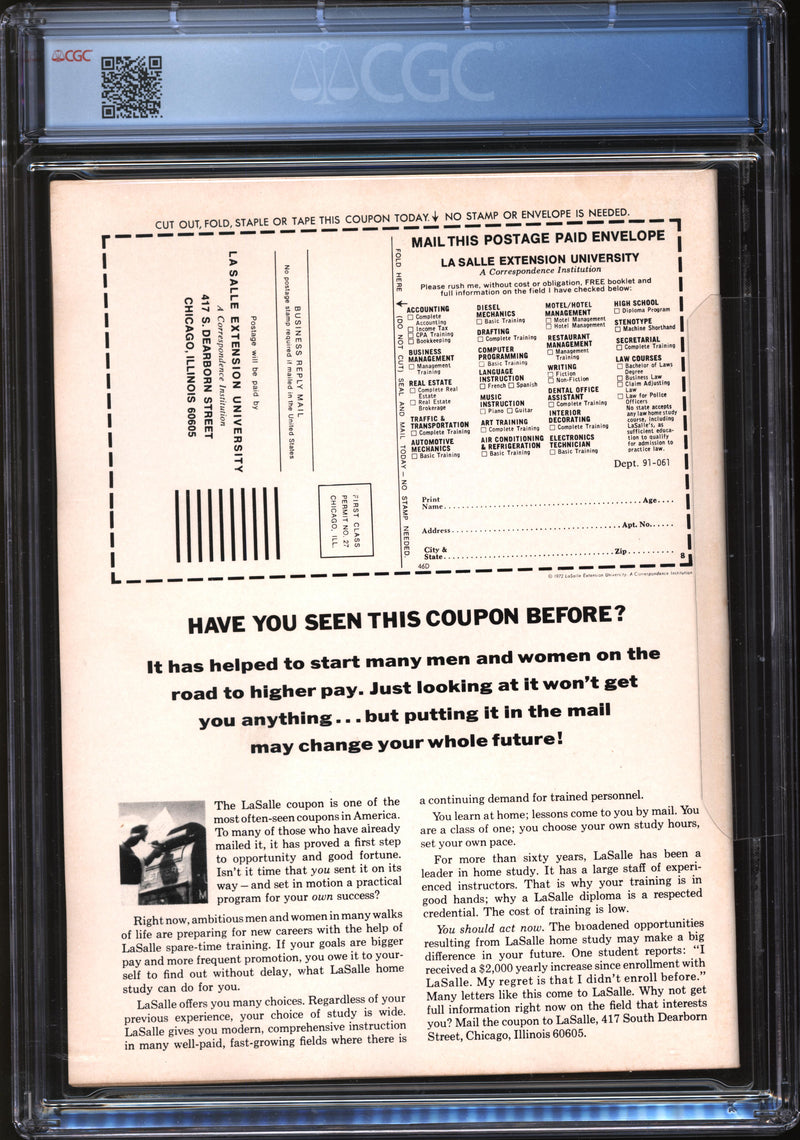 CGC
CGC
CUT OUT, FOLD, STAPLE OR TAPE THIS COUPON TODAY. NO STAMP OR ENVELOPE IS NEEDED.
MAIL THIS POSTAGE PAID ENVELOPE
LA SALLE EXTENSION UNIVERSITY
A Correspondence Institution
Please rush me, without cost or obligation, FREE booklet and
full information on the field I have checked below:
ACCOUNTING
Complete
Accounting
Income Tax
CPA Training
Bookkeeping
BUSINESS
MANAGEMENT
Management
Training
REAL ESTATE
Complete Real
Estate
Real Estate
Brokerage
TRAFFIC &
TRANSPORTATION
Complete Training
AUTOMOTIVE
MECHANICS
Basic Training
DIESEL
MECHANICS
Basic Training
DRAFTING
Complete Training
COMPUTER
PROGRAMMING
Basic Training
LANGUAGE
INSTRUCTION
French Spanish
MUSIC
INSTRUCTION
Piano Guitar
ART TRAINING
Complete Training
AIR CONDITIONING
& REFRIGERATION
Basic Training
MOTEL/HOTEL
MANAGEMENT
Motel Management
Hotel Management
RESTAURANT
MANAGEMENT
Management
Training
WRITING
Fiction
Non-Fiction
DENTAL OFFICE
ASSISTANT
Complete Training
INTERIOR
DECORATING
Complete Training
ELECTRONICS
TECHNICIAN
Basic Training
HIGH SCHOOL
Diploma Program
STENOTYPE
Machine Shorthand
SECRETARIAL
Complete Training
LAW COURSES
Bachelor of Laws
Degree
Business Law
Claim Adjusting
Law
Law for Police
Officers
No state accepts
any law home study
course, including
LaSalle's, as
sufficient educa-
tion to qualify
for admission to
practice law.
Dept. 91-061
Print
Name Age
Address Apt. No.
City &
State Zip
8
46D
© 1972 LaSalle Extension University. A Correspondence Institution
FOLD HERE (DO NOT CUT) SEAL AND MAIL TODAY — NO STAMP NEEDED
FIRST CLASS
PERMIT NO. 27
CHICAGO, ILL.
BUSINESS REPLY MAIL
No postage stamp required if mailed in the United States
Postage will be paid by
LA SALLE EXTENSION UNIVERSITY
A Correspondence Institution
417 S. DEARBORN STREET
CHICAGO, ILLINOIS 60605
HAVE YOU SEEN THIS COUPON BEFORE?
It has helped to start many men and women on the
road to higher pay. Just looking at it won't get
you anything...but putting it in the mail
may change your whole future!
The LaSalle coupon is one of the
most often-seen coupons in America.
To many of those who have already
mailed it, it has proved a first step
to opportunity and good fortune.
Isn't it time that you sent it on its
way — and set in motion a practical
program for your own success?
Right now, ambitious men and women in many walks
of life are preparing for new careers with the help of
LaSalle spare-time training. If your goals are bigger
pay and more frequent promotion, you owe it to your-
self to find out without delay, what LaSalle home
study can do for you.
LaSalle offers you many choices. Regardless of your
previous experience, your choice of study is wide.
LaSalle gives you modern, comprehensive instruction
in many well-paid, fast-growing fields where there is
a continuing demand for trained personnel.
You learn at home; lessons come to you by mail. You
are a class of one; you choose your own study hours,
set your own pace.
For more than sixty years, LaSalle has been a
leader in home study. It has a large staff of experi-
enced instructors. That is why your training is in
good hands; why a LaSalle diploma is a respected
credential. The cost of training is low.
You should act now. The broadened opportunities
resulting from LaSalle home study may make a big
difference in your future. One student reports: "I
received a $2,000 yearly increase since enrollment with
LaSalle. My regret is that I didn't enroll before."
Many letters like this come to LaSalle. Why not get
full information right now on the field that interests
you? Mail the coupon to LaSalle, 417 South Dearborn
Street, Chicago, Illinois 60605.